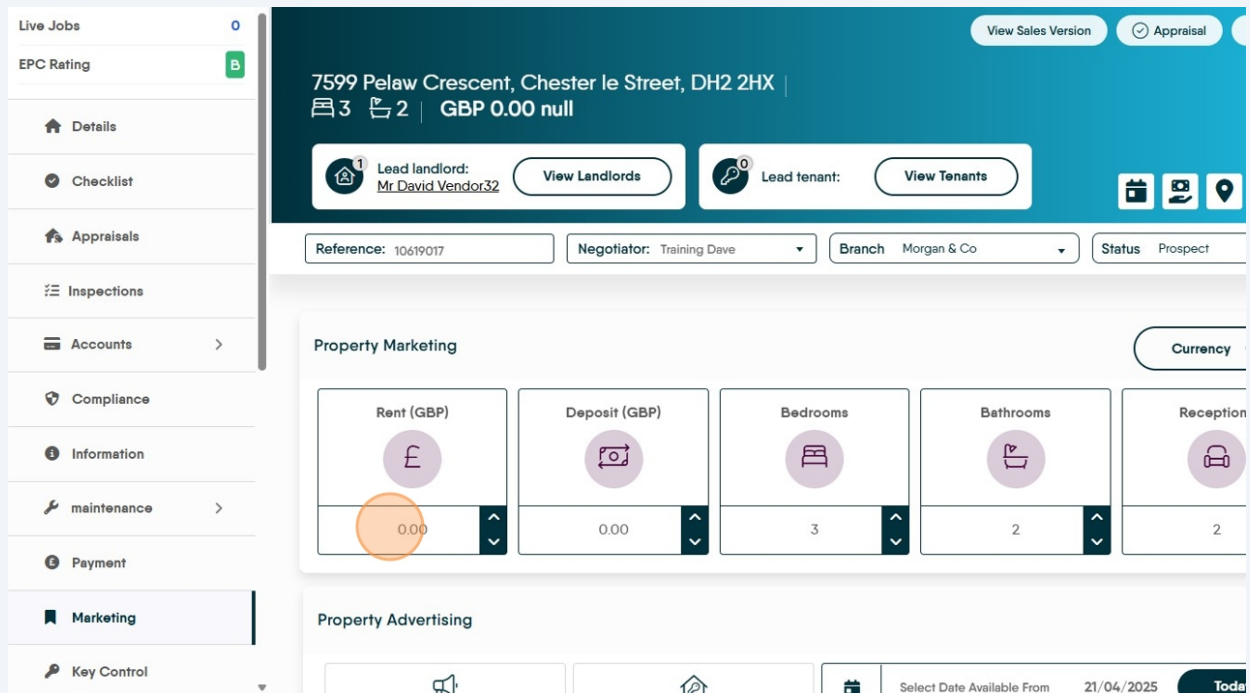 Live Jobs 0
EPC Rating B
Details
Checklist
Appraisals
Inspections
Accounts
Compliance
Information
maintenance
Payment
Marketing
Key Control
View Sales Version
Appraisal
7599 Pelaw Crescent, Chester le Street, DH2 2HX
3 2 GBP 0.00 null
1
Lead landlord:
Mr David Vendor32
View Landlords
0
Lead tenant:
View Tenants
Reference: 10619017
Negotiator: Training Dave
Branch Morgan & Co
Status Prospect
Property Marketing
Currency
Rent (GBP)
£
0.00
Deposit (GBP)
0.00
Bedrooms
3
Bathrooms
2
Reception
2
Property Advertising
Select Date Available From 21/04/2025
Toda